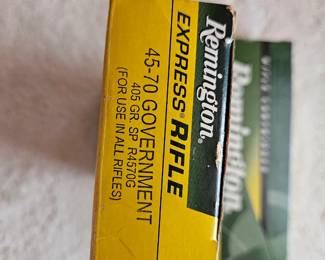 Remington®
EXPRESS® RIFLE
45-70 GOVERNMENT
405 GR. SP R4570G
(FOR USE IN ALL RIFLES)
Remington